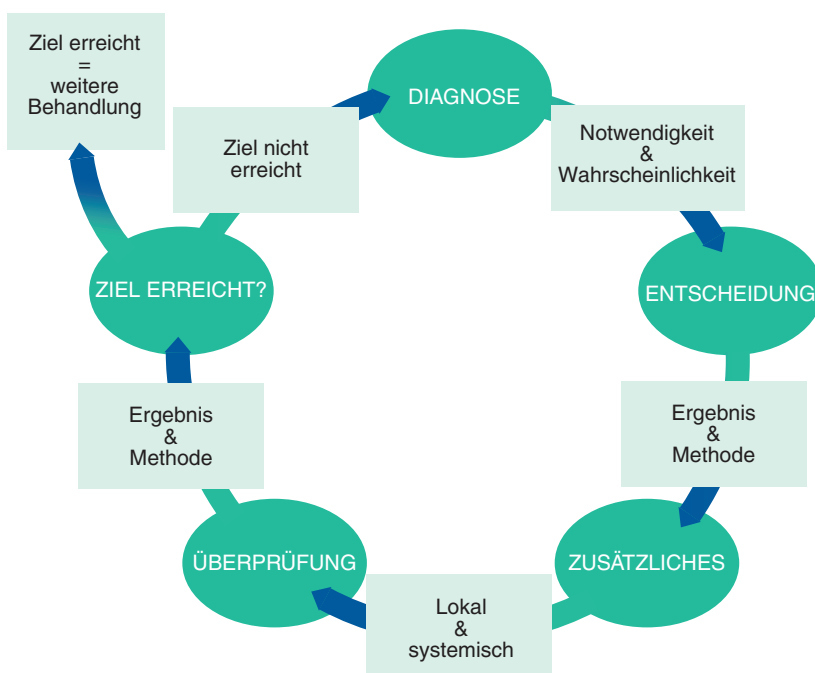 Ziel erreicht
=
weitere
Behandlung
Ziel nicht
erreicht
DIAGNOSE
Notwendigkeit
&
Wahrscheinlichkeit
ZIEL ERREICHT?
ENTSCHEIDUNG
Ergebnis
&
Methode
Ergebnis
&
Methode
ÜBERPRÜFUNG
ZUSÄTZLICHES
Lokal
&
systemisch